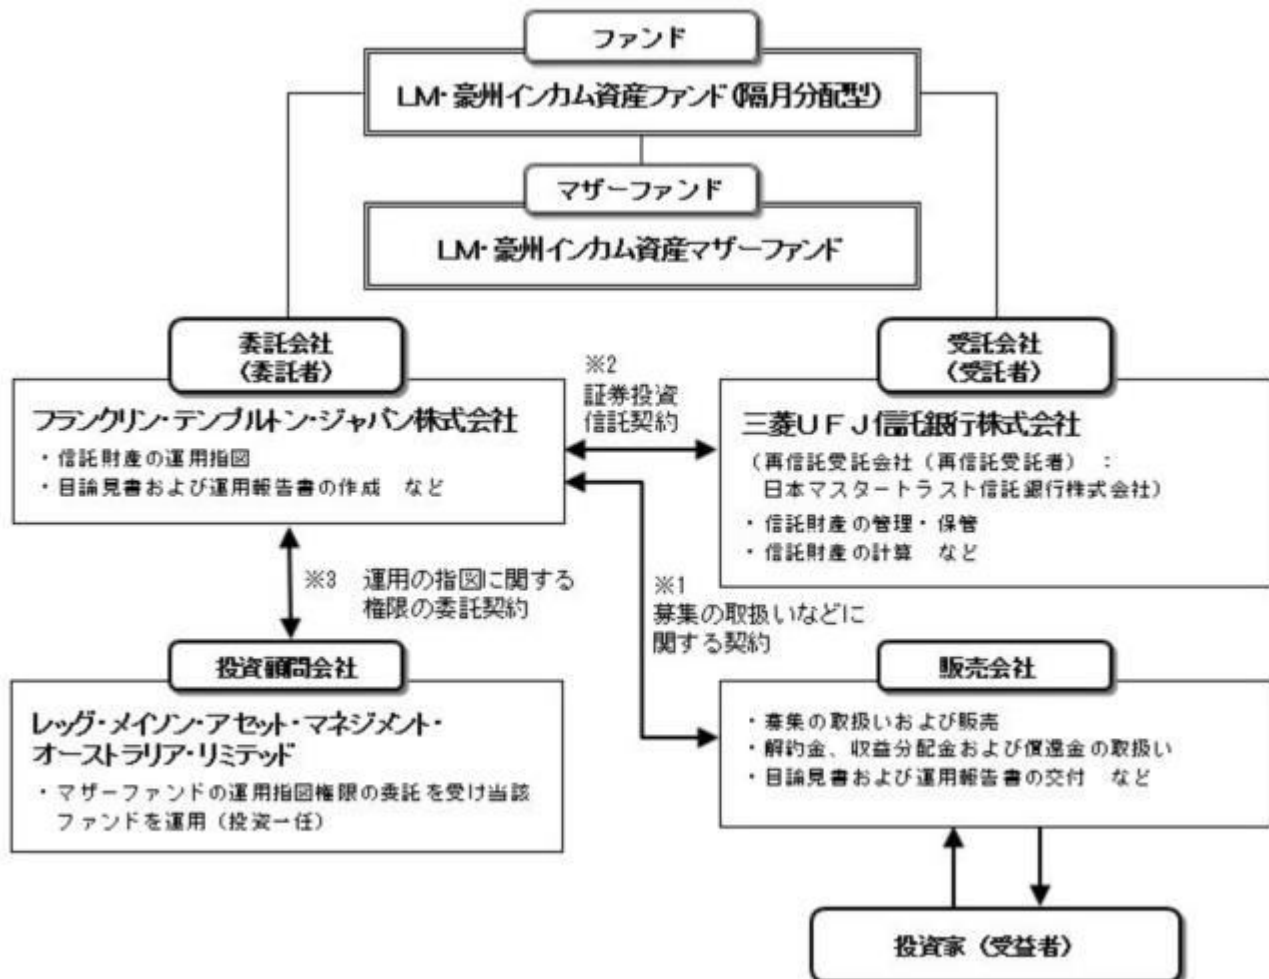 ファンド
LM・豪州インカム資産ファンド(隔月分配型)
マザーファンド
LM・豪州インカム資産マザーファンド
委託会社
(委託者)
フランクリン・テンプルトン・ジャパン株式会社
・信託財産の運用指図
・目論見書および運用報告書の作成 など
※2
証券投資
信託契約
受託会社
(受託者)
三菱UFJ信託銀行株式会社
(再信託受託会社(再信託受託者) :
日本マスタートラスト信託銀行株式会社)
・信託財産の管理・保管
・信託財産の計算 など
※3 運用の指図に関する
権限の委託契約
※1
募集の取扱いなどに
関する契約
投資顧問会社
レッグ・メイソン・アセット・マネジメント・
オーストラリア・リミテッド
・マザーファンドの運用指図権限の委託を受け当該
ファンドを運用(投資一任)
販売会社
・募集の取扱いおよび販売
・解約金、収益分配金および償還金の取扱い
・目論見書および運用報告書の交付 など
投資家(受益者)